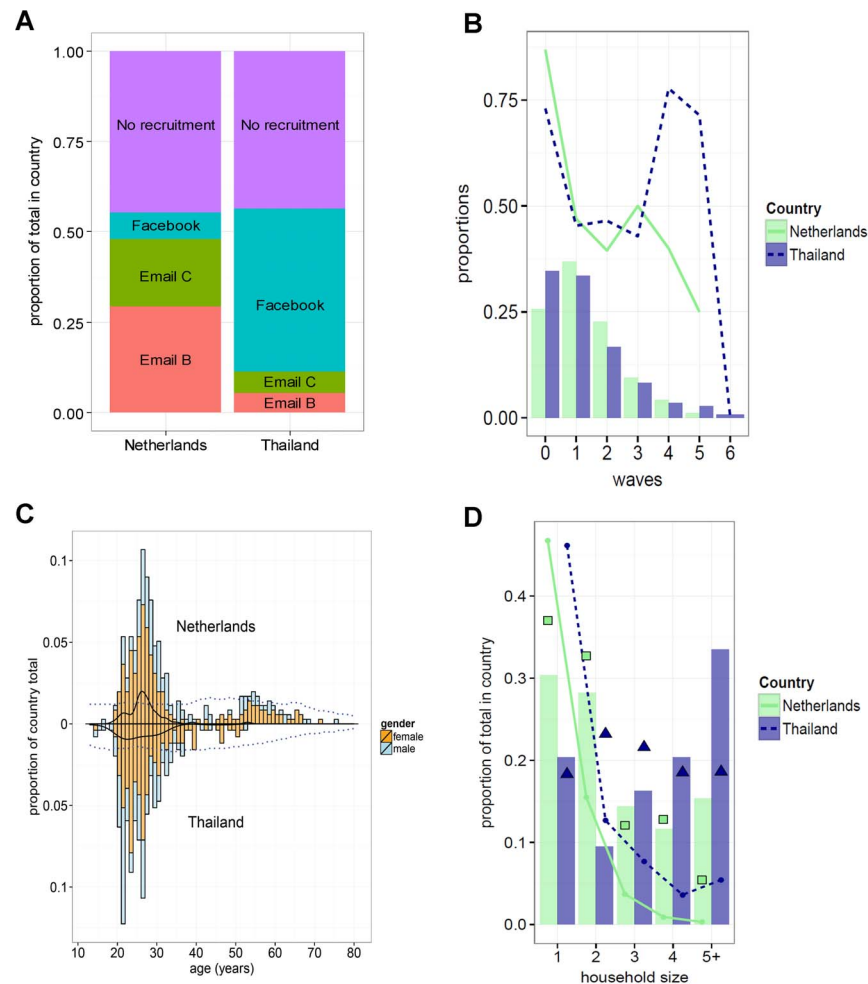 A
1.00
0.75
0.50
0.25
0.00
proportion of total in country
No recruitment
No recruitment
Facebook
Email C
Facebook
Email B
Email C
Email B
Netherlands
Thailand
B
0.75
0.50
0.25
0.00
proportions
0 1 2 3 4 5 6
waves
Country
Netherlands
Thailand
C
0.1
0.05
0
0.05
0.1
proportion of country total
Netherlands
Thailand
10 20 30 40 50 60 70 80
age (years)
gender
female
male
D
0.4
0.3
0.2
0.1
0.0
proportion of total in country
1 2 3 4 5+
household size
Country
Netherlands
Thailand